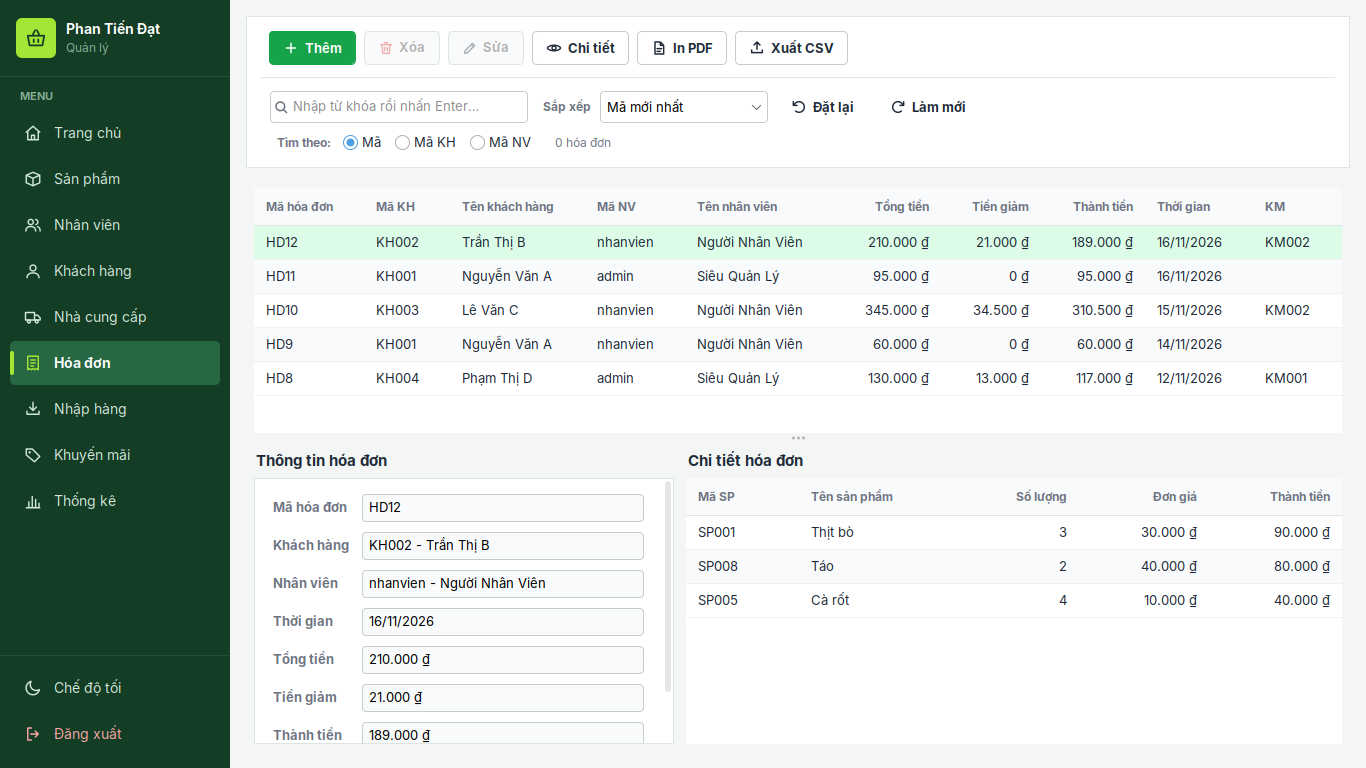 Phan Tiến Đạt
Quản lý
MENU
Trang chủ
Sản phẩm
Nhân viên
Khách hàng
Nhà cung cấp
Hóa đơn
Nhập hàng
Khuyến mãi
Thống kê
Chế độ tối
Đăng xuất
Thêm Xóa Sửa Chi tiết In PDF Xuất CSV
Nhập từ khóa rồi nhấn Enter... Sắp xếp Mã mới nhất Đặt lại Làm mới
Tìm theo: Mã Mã KH Mã NV 0 hóa đơn
Mã hóa đơn Mã KH Tên khách hàng Mã NV Tên nhân viên Tổng tiền Tiền giảm Thành tiền Thời gian KM
HD12 KH002 Trần Thị B nhanvien Người Nhân Viên 210.000 ₫ 21.000 ₫ 189.000 ₫ 16/11/2026 KM002
HD11 KH001 Nguyễn Văn A admin Siêu Quản Lý 95.000 ₫ 0 ₫ 95.000 ₫ 16/11/2026
HD10 KH003 Lê Văn C nhanvien Người Nhân Viên 345.000 ₫ 34.500 ₫ 310.500 ₫ 15/11/2026 KM002
HD9 KH001 Nguyễn Văn A nhanvien Người Nhân Viên 60.000 ₫ 0 ₫ 60.000 ₫ 14/11/2026
HD8 KH004 Phạm Thị D admin Siêu Quản Lý 130.000 ₫ 13.000 ₫ 117.000 ₫ 12/11/2026 KM001
Thông tin hóa đơn
Mã hóa đơn HD12
Khách hàng KH002 - Trần Thị B
Nhân viên nhanvien - Người Nhân Viên
Thời gian 16/11/2026
Tổng tiền 210.000 ₫
Tiền giảm 21.000 ₫
Thành tiền 189.000 ₫
Chi tiết hóa đơn
Mã SP Tên sản phẩm Số lượng Đơn giá Thành tiền
SP001 Thịt bò 3 30.000 ₫ 90.000 ₫
SP008 Táo 2 40.000 ₫ 80.000 ₫
SP005 Cà rốt 4 10.000 ₫ 40.000 ₫